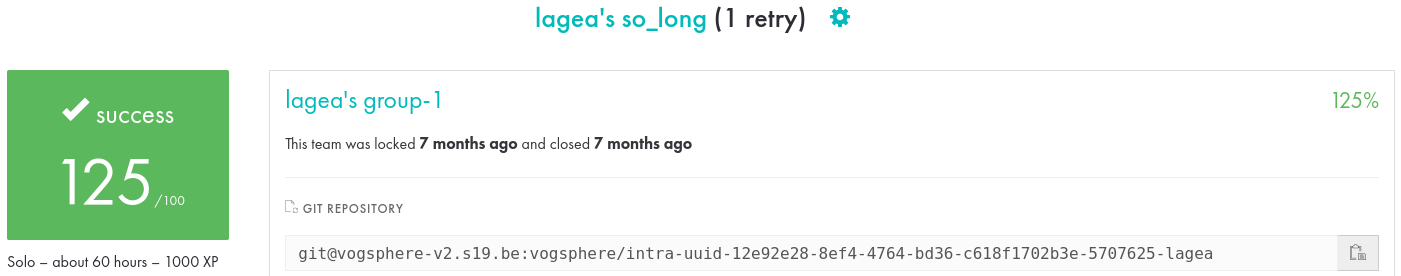 lagea's so_long (1 retry)
success
125 /100
Solo – about 60 hours – 1000 XP
lagea's group-1
125%
This team was locked 7 months ago and closed 7 months ago
GIT REPOSITORY
git@vogsphere-v2.s19.be:vogsphere/intra-uuid-12e92e28-8ef4-4764-bd36-c618f1702b3e-5707625-lagea